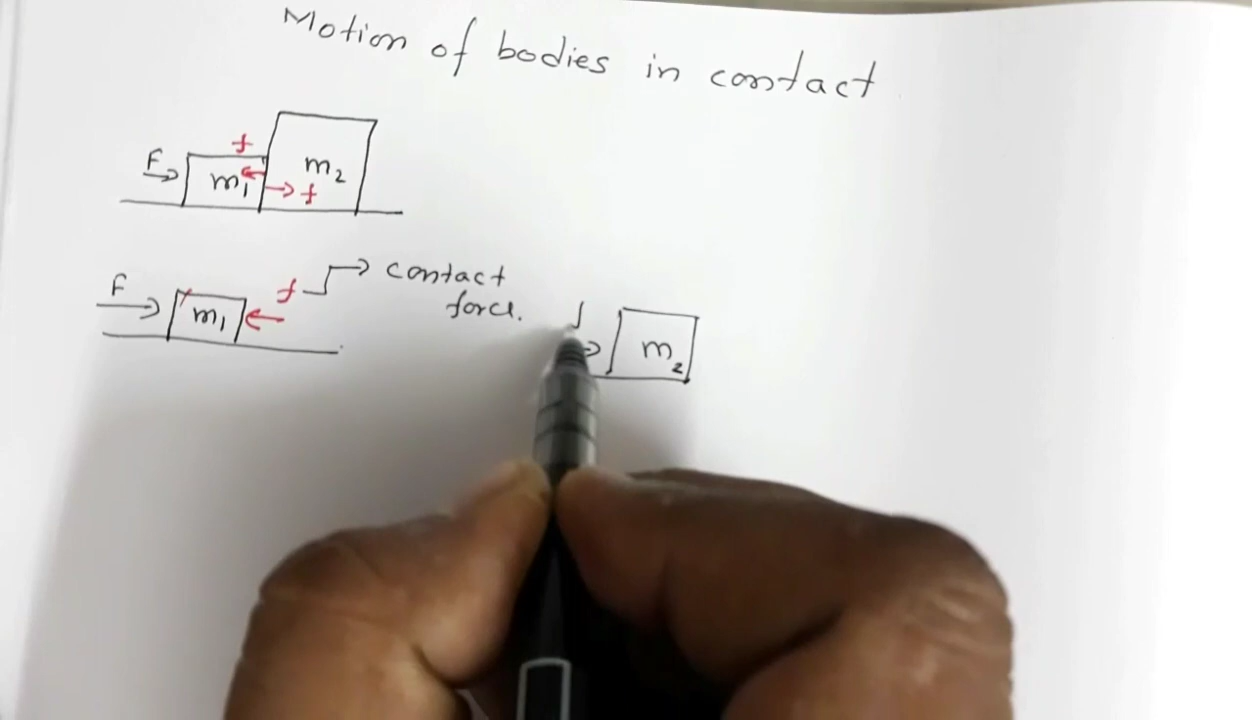 Motion of bodies in contact
f
F
m1
m2
f
F
f
contact
m1
force.
f
m2